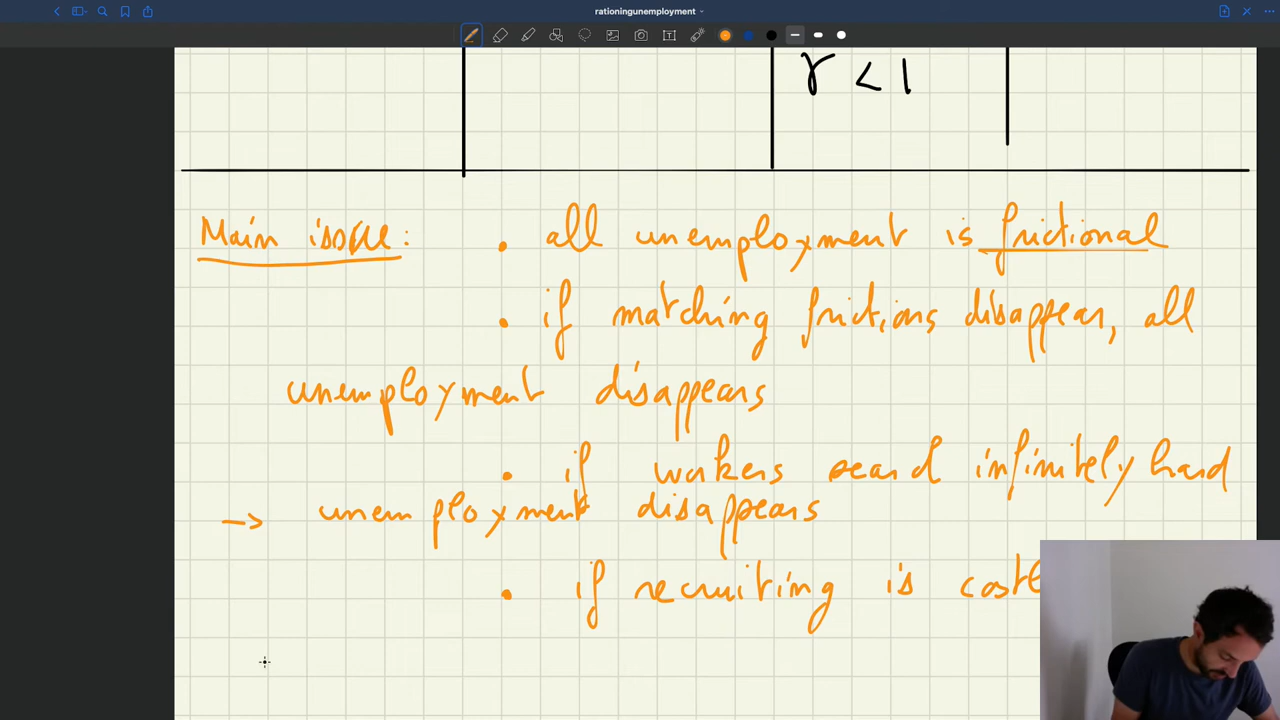 rationingunemployment
γ < 1
Main issue:
• all unemployment is frictional
• if matching frictions disappear, all
unemployment disappears
• if workers search infinitely hard
→ unemployment disappears
• if recruiting is